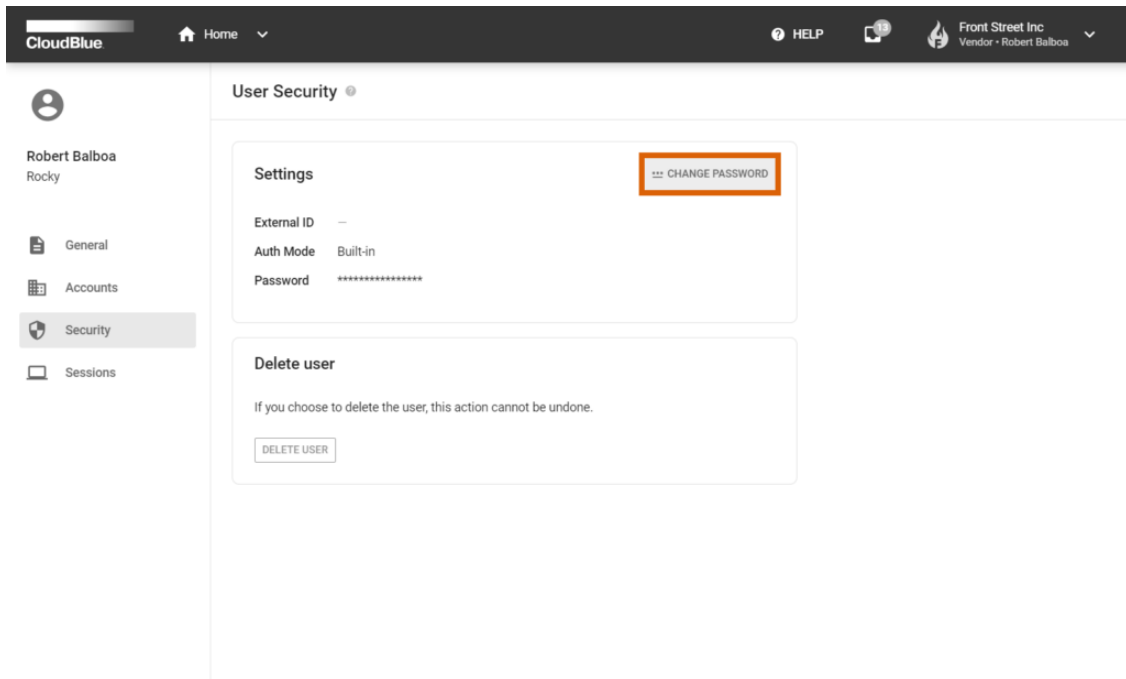 CloudBlue
Home
HELP
13
Front Street Inc
Vendor • Robert Balboa
Robert Balboa
Rocky
General
Accounts
Security
Sessions
User Security
Settings
CHANGE PASSWORD
External ID —
Auth Mode Built-in
Password ****************
Delete user
If you choose to delete the user, this action cannot be undone.
DELETE USER